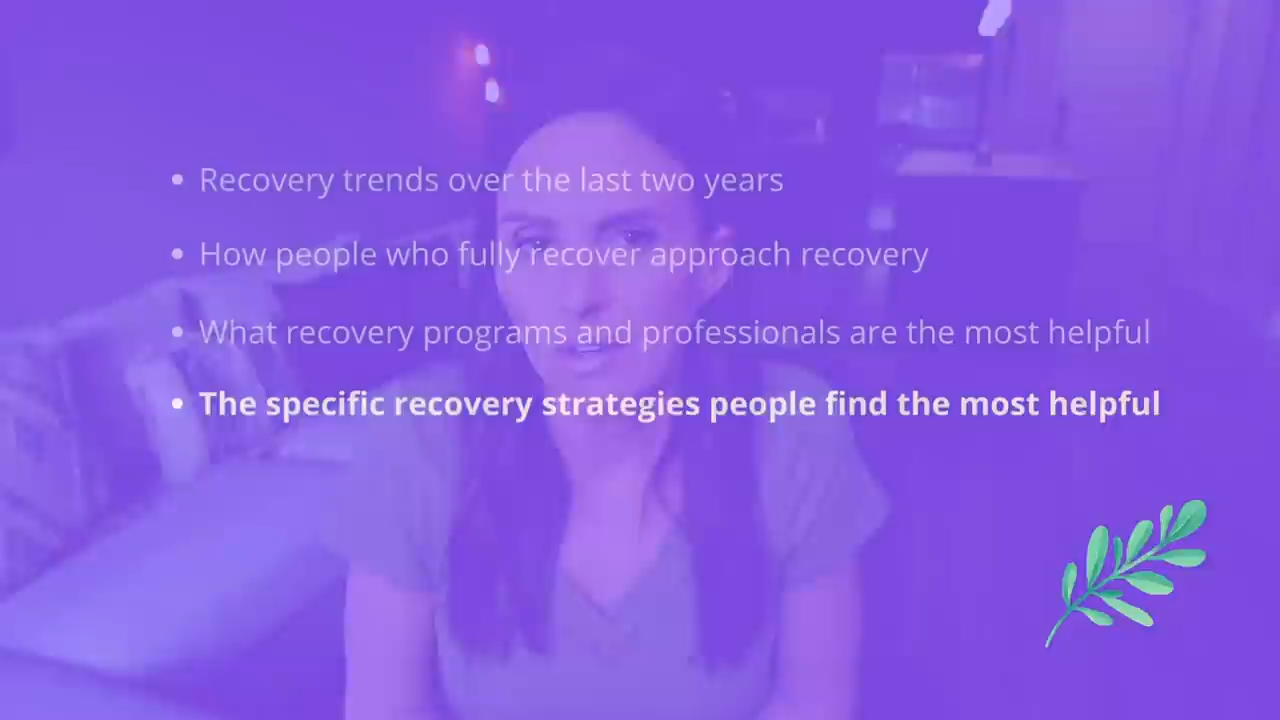 • Recovery trends over the last two years
• How people who fully recover approach recovery
• What recovery programs and professionals are the most helpful
• The specific recovery strategies people find the most helpful